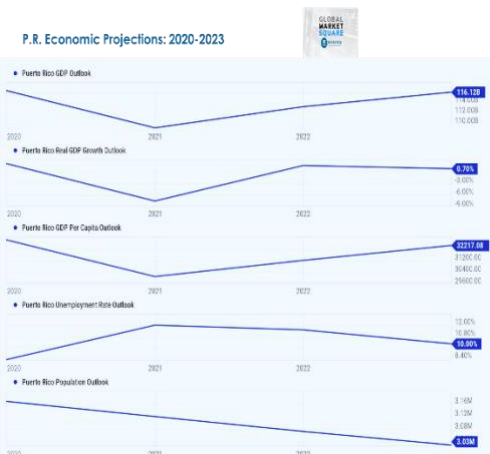 P.R. Economic Projections: 2020-2023
GLOBAL
MARKET
SQUARE
Puerto Rico GDP Outlook
116.12B
114.00B
112.00B
110.00B
2020 2021 2022
Puerto Rico Real GDP Growth Outlook
0.70%
-6.00%
2020 2021 2022
Puerto Rico GDP Per Capita Outlook
32217.08
31200.00
30400.00
29600.00
2020 2021 2022
Puerto Rico Unemployment Rate Outlook
12.00%
10.80%
10.00%
8.40%
2020 2021 2022
Puerto Rico Population Outlook
3.16M
3.12M
3.08M
3.03M
2020 2021 2022